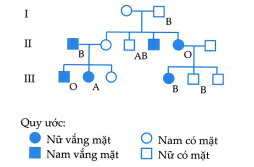 I
B
II
B
AB
O
III
O
A
B
B
Quy ước:
Nữ vắng mặt
Nam có mặt
Nam vắng mặt
Nữ có mặt